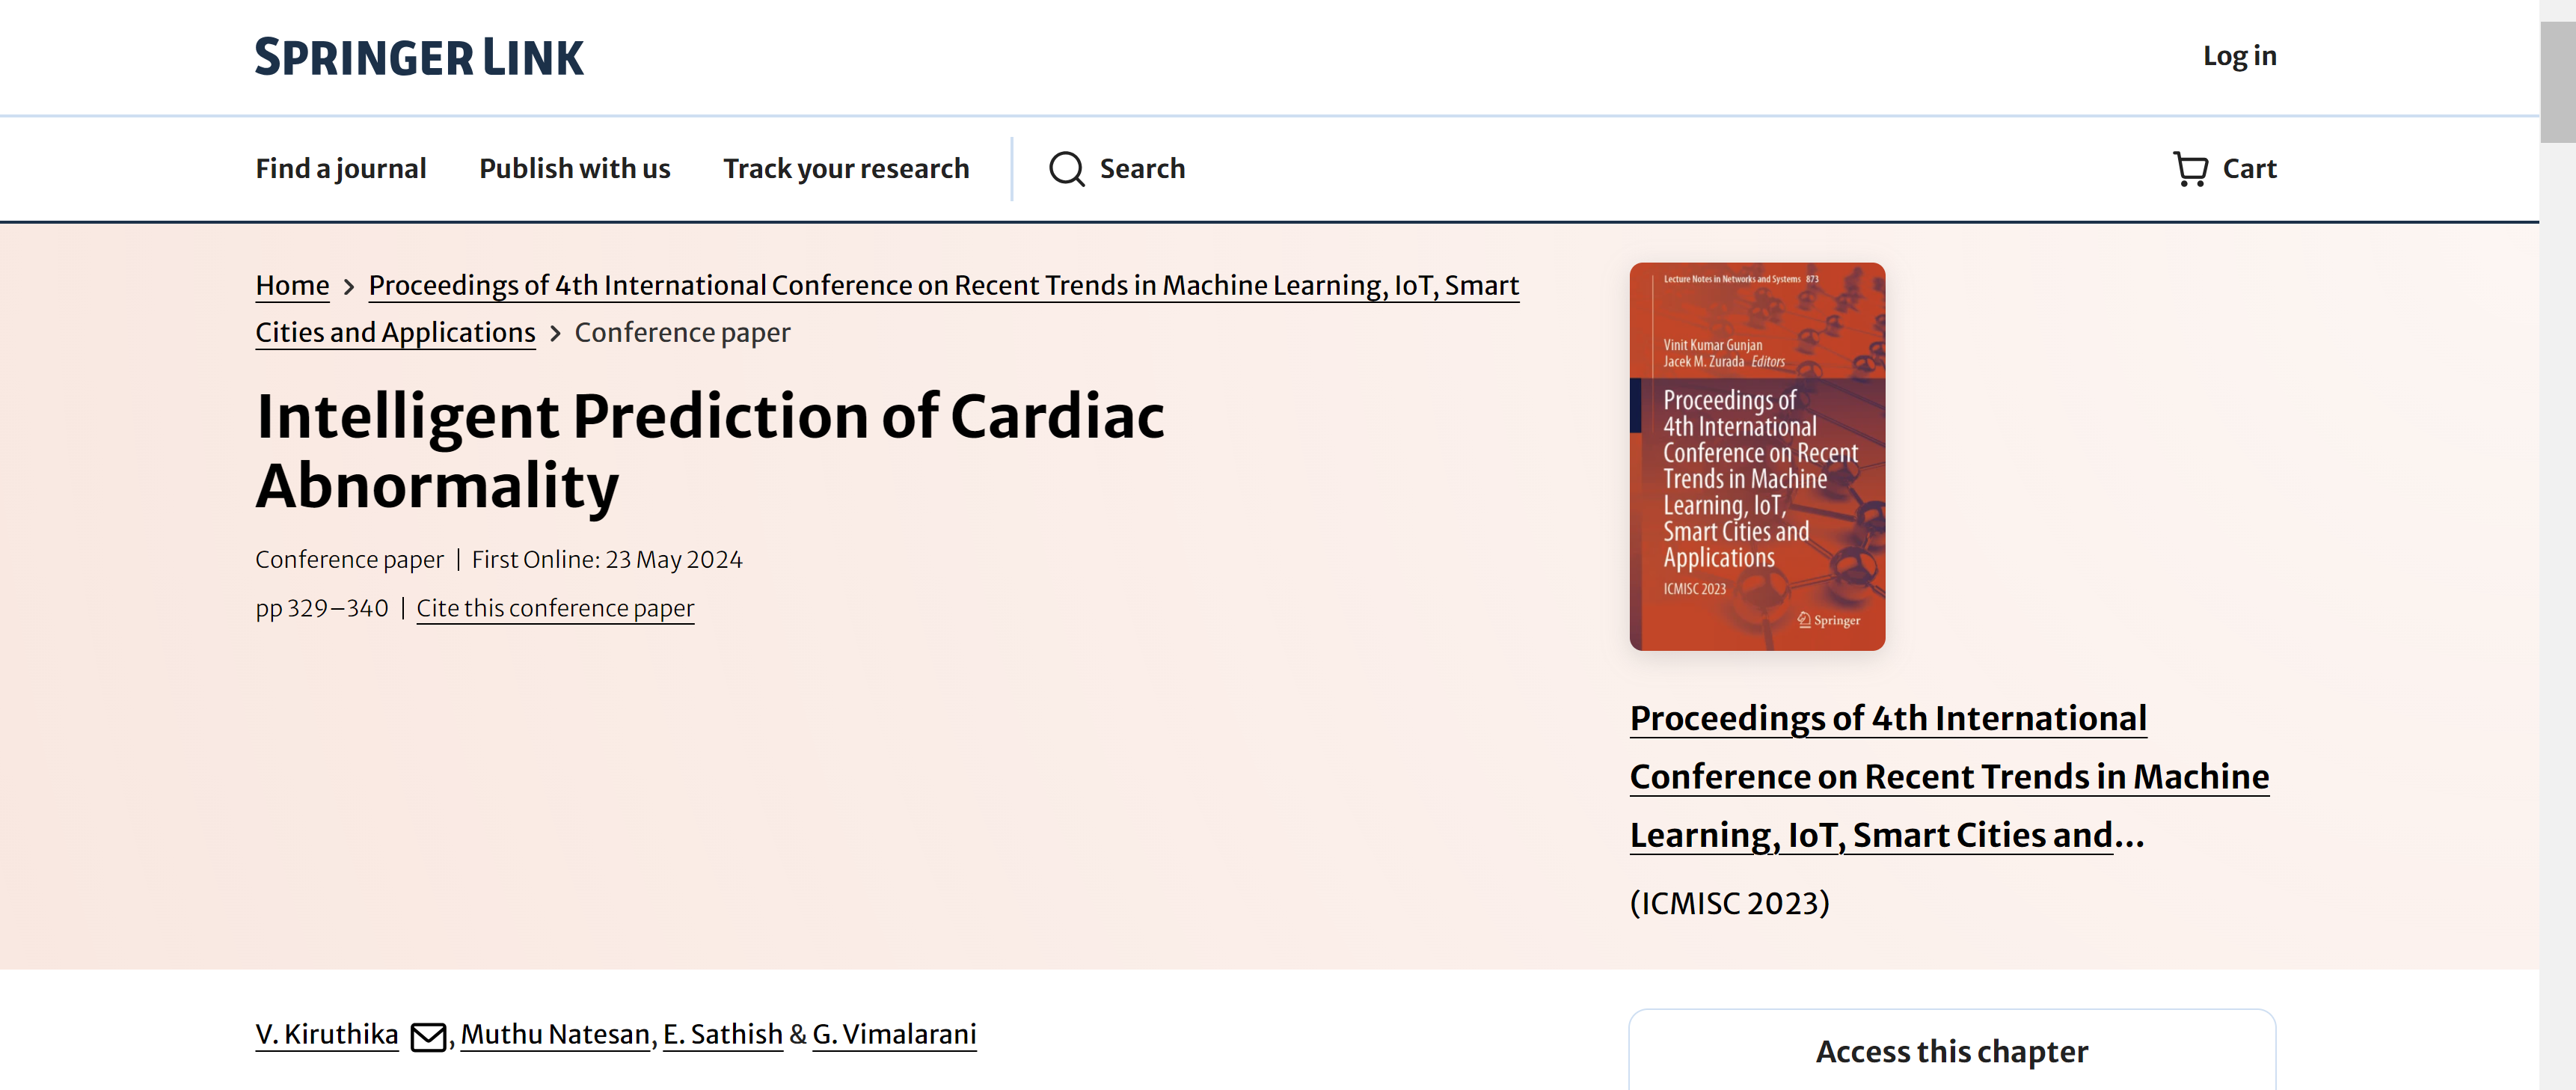 SPRINGER LINK
Log in
Find a journal
Publish with us
Track your research
Search
Cart
Home > Proceedings of 4th International Conference on Recent Trends in Machine Learning, IoT, Smart
Cities and Applications > Conference paper
Intelligent Prediction of Cardiac
Abnormality
Conference paper | First Online: 23 May 2024
pp 329–340 | Cite this conference paper
Lecture Notes in Networks and Systems 873
Vinit Kumar Gunjan
Jacek M. Zurada Editors
Proceedings of
4th International
Conference on Recent
Trends in Machine
Learning, IoT,
Smart Cities and
Applications
ICMISC 2023
Springer
Proceedings of 4th International
Conference on Recent Trends in Machine
Learning, IoT, Smart Cities and...
(ICMISC 2023)
V. Kiruthika, Muthu Natesan, E. Sathish & G. Vimalarani
Access this chapter